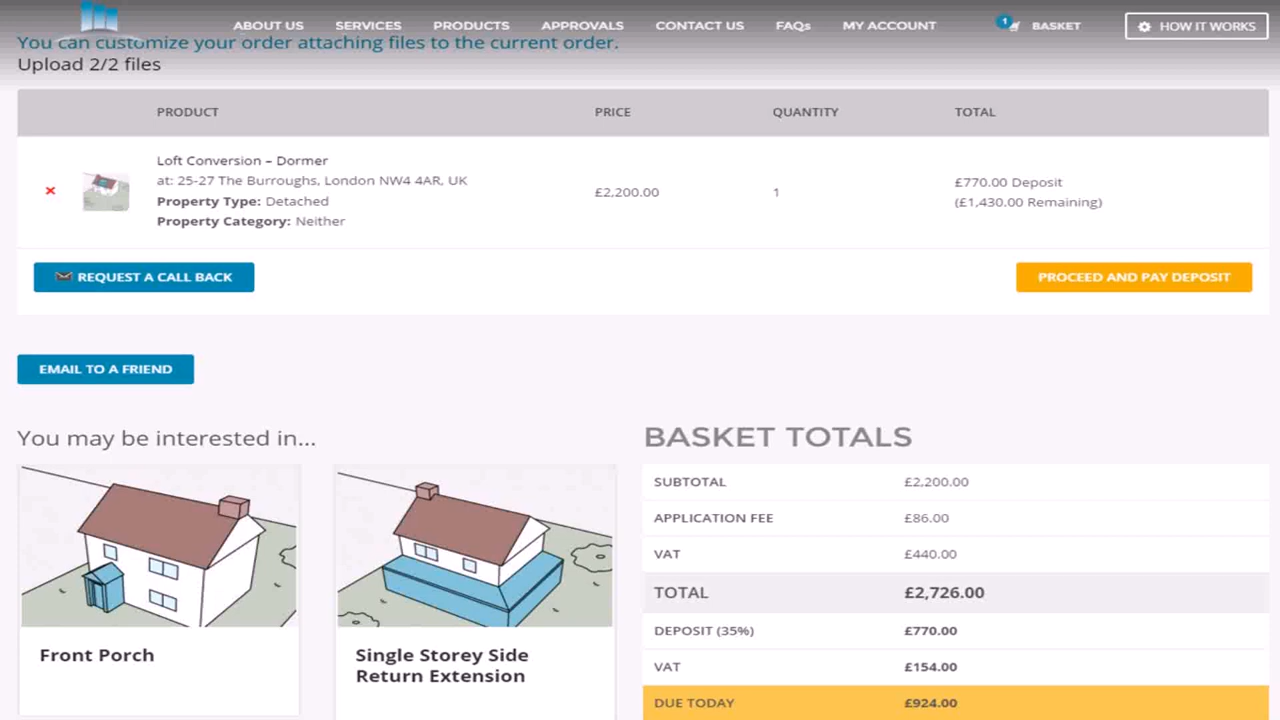 ABOUT US SERVICES PRODUCTS APPROVALS CONTACT US FAQs MY ACCOUNT 1 BASKET HOW IT WORKS
You can customize your order attaching files to the current order.
Upload 2/2 files
PRODUCT PRICE QUANTITY TOTAL
Loft Conversion – Dormer
at: 25-27 The Burroughs, London NW4 4AR, UK
Property Type: Detached
Property Category: Neither
£2,200.00
1
£770.00 Deposit
(£1,430.00 Remaining)
REQUEST A CALL BACK
PROCEED AND PAY DEPOSIT
EMAIL TO A FRIEND
You may be interested in...
Front Porch
Single Storey Side
Return Extension
BASKET TOTALS
SUBTOTAL £2,200.00
APPLICATION FEE £86.00
VAT £440.00
TOTAL £2,726.00
DEPOSIT (35%) £770.00
VAT £154.00
DUE TODAY £924.00